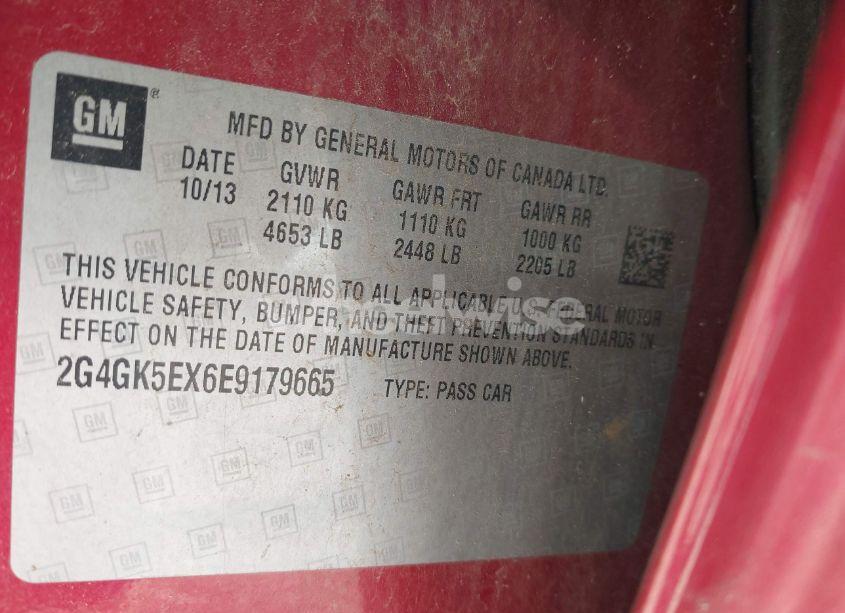 GM®
MFD BY GENERAL MOTORS OF CANADA LTD.
DATE GVWR GAWR FRT GAWR RR
10/13 2110 KG 1110 KG 1000 KG
4653 LB 2448 LB 2205 LB
THIS VEHICLE CONFORMS TO ALL APPLICABLE U.S. FEDERAL MOTOR
VEHICLE SAFETY, BUMPER, AND THEFT PREVENTION STANDARDS IN
EFFECT ON THE DATE OF MANUFACTURE SHOWN ABOVE.
2G4GK5EX6E9179665 TYPE: PASS CAR